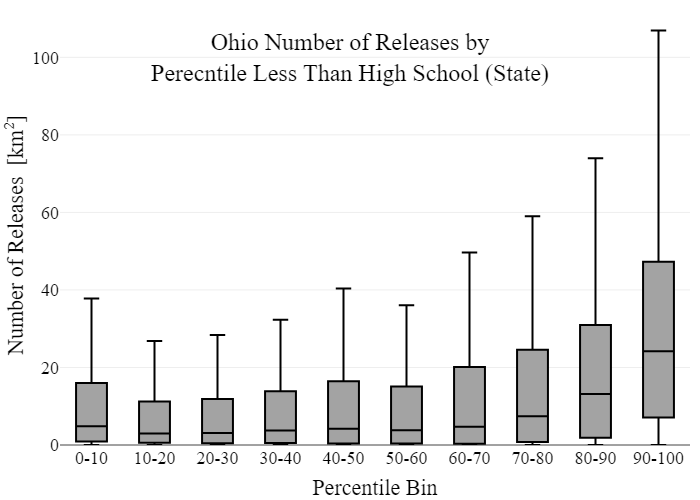 Ohio Number of Releases by
Perecntile Less Than High School (State)
Number of Releases [km²]
100
80
60
40
20
0
0-10 10-20 20-30 30-40 40-50 50-60 60-70 70-80 80-90 90-100
Percentile Bin